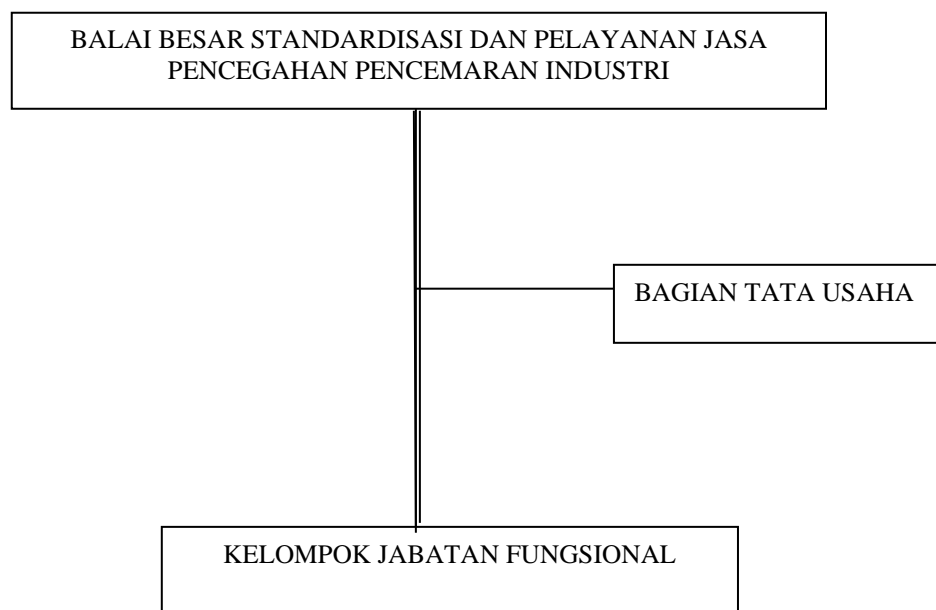 BALAI BESAR STANDARDISASI DAN PELAYANAN JASA
PENCEGAHAN PENCEMARAN INDUSTRI
BAGIAN TATA USAHA
KELOMPOK JABATAN FUNGSIONAL